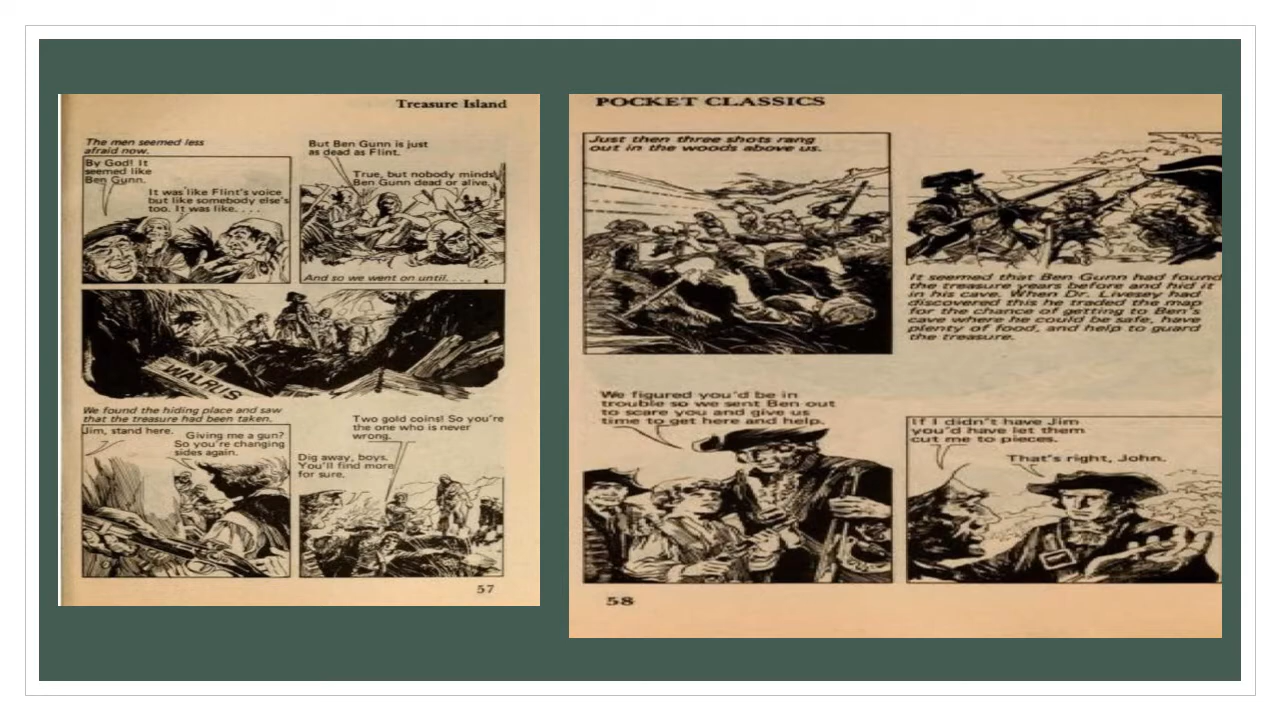 Treasure Island
The men seemed less
afraid now.
By God! It
seemed like
Ben Gunn.
It was like Flint's voice
but like somebody else's
too. It was like. . . .
But Ben Gunn is just
as dead as Flint.
True, but nobody minds
Ben Gunn dead or alive.
And so we went on until. . . .
WALRUS
We found the hiding place and saw
that the treasure had been taken.
Jim, stand here.
Giving me a gun?
So you're changing
sides again.
Two gold coins! So you're
the one who is never
wrong.
Dig away, boys.
You'll find more
for sure.
57
POCKET CLASSICS
Just then three shots rang
out in the woods above us.
It seemed that Ben Gunn had found
the treasure years before and hid it
in his cave. When Dr. Livesey had
discovered this he traded the map
for the chance of getting to Ben's
cave where he could be safe, have
plenty of food, and help to guard
the treasure.
We figured you'd be in
trouble so we sent Ben out
to scare you and give us
time to get here and help.
If I didn't have Jim
you'd have let them
cut me to pieces.
That's right, John.
58